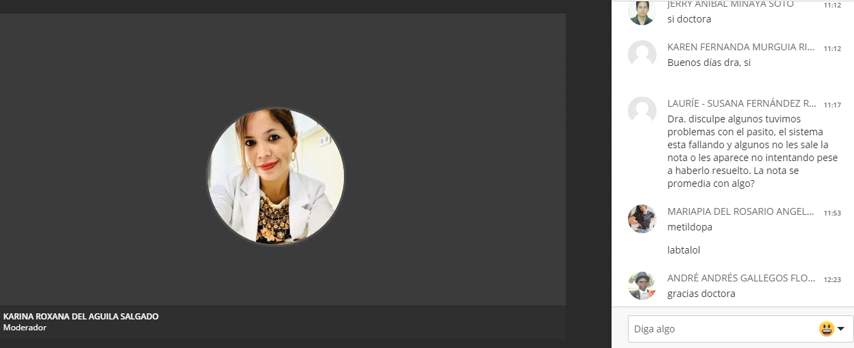 JERRY ANIBAL MINAYA SOTO 11:12
si doctora
KAREN FERNANDA MURGUIA RI... 11:12
Buenos días dra, si
LAURÍE - SUSANA FERNÁNDEZ R... 11:17
Dra. disculpe algunos tuvimos
problemas con el pasito, el sistema
esta fallando y algunos no les sale la
nota o les aparece no intentando pese
a haberlo resuelto. La nota se
promedia con algo?
MARIAPIA DEL ROSARIO ANGEL... 11:53
metildopa
labtalol
ANDRÉ ANDRÉS GALLEGOS FLO... 12:23
gracias doctora
KARINA ROXANA DEL AGUILA SALGADO
Moderador
Diga algo